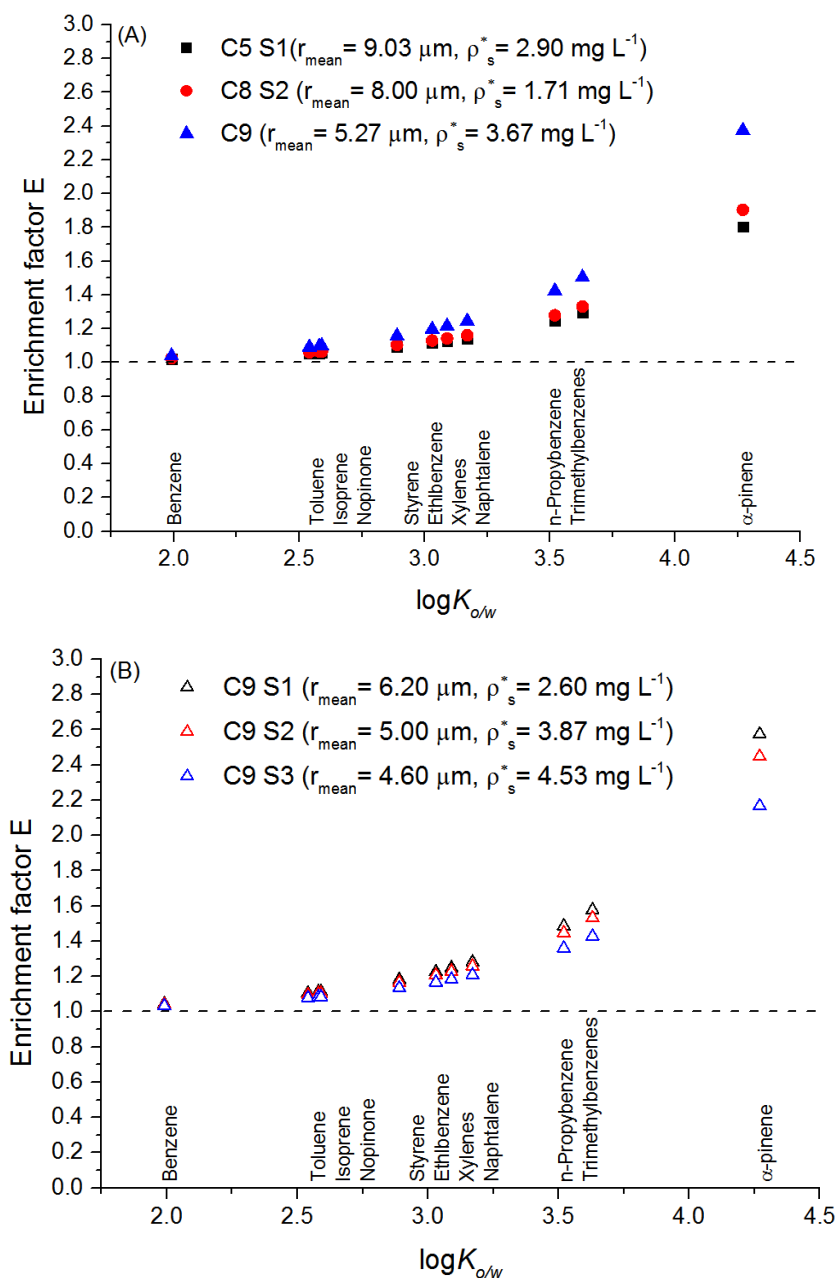 (A)
C5 S1(rmean= 9.03 μm, ρ*s= 2.90 mg L-1)
C8 S2 (rmean= 8.00 μm, ρ*s= 1.71 mg L-1)
C9 (rmean= 5.27 μm, ρ*s= 3.67 mg L-1)
Enrichment factor E
3.0
2.8
2.6
2.4
2.2
2.0
1.8
1.6
1.4
1.2
1.0
0.8
0.6
0.4
0.2
0.0
Benzene
Toluene
Isoprene
Nopinone
Styrene
Ethlbenzene
Xylenes
Naphtalene
n-Propybenzene
Trimethylbenzenes
α-pinene
2.0 2.5 3.0 3.5 4.0 4.5
logKo/w
(B)
C9 S1 (rmean= 6.20 μm, ρ*s= 2.60 mg L-1)
C9 S2 (rmean= 5.00 μm, ρ*s= 3.87 mg L-1)
C9 S3 (rmean= 4.60 μm, ρ*s= 4.53 mg L-1)
Enrichment factor E
3.0
2.8
2.6
2.4
2.2
2.0
1.8
1.6
1.4
1.2
1.0
0.8
0.6
0.4
0.2
0.0
Benzene
Toluene
Isoprene
Nopinone
Styrene
Ethlbenzene
Xylenes
Naphtalene
n-Propybenzene
Trimethylbenzenes
α-pinene
2.0 2.5 3.0 3.5 4.0 4.5
logKo/w